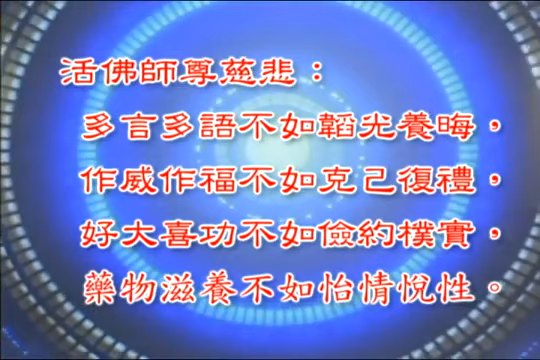 活佛師尊慈悲：
多言多語不如韜光養晦，
作威作福不如克己復禮，
好大喜功不如儉約樸實，
藥物滋養不如怡情悅性。